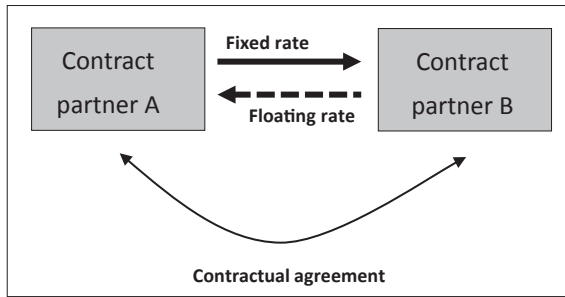 Contract
partner A
Fixed rate
Floating rate
Contract
partner B
Contractual agreement